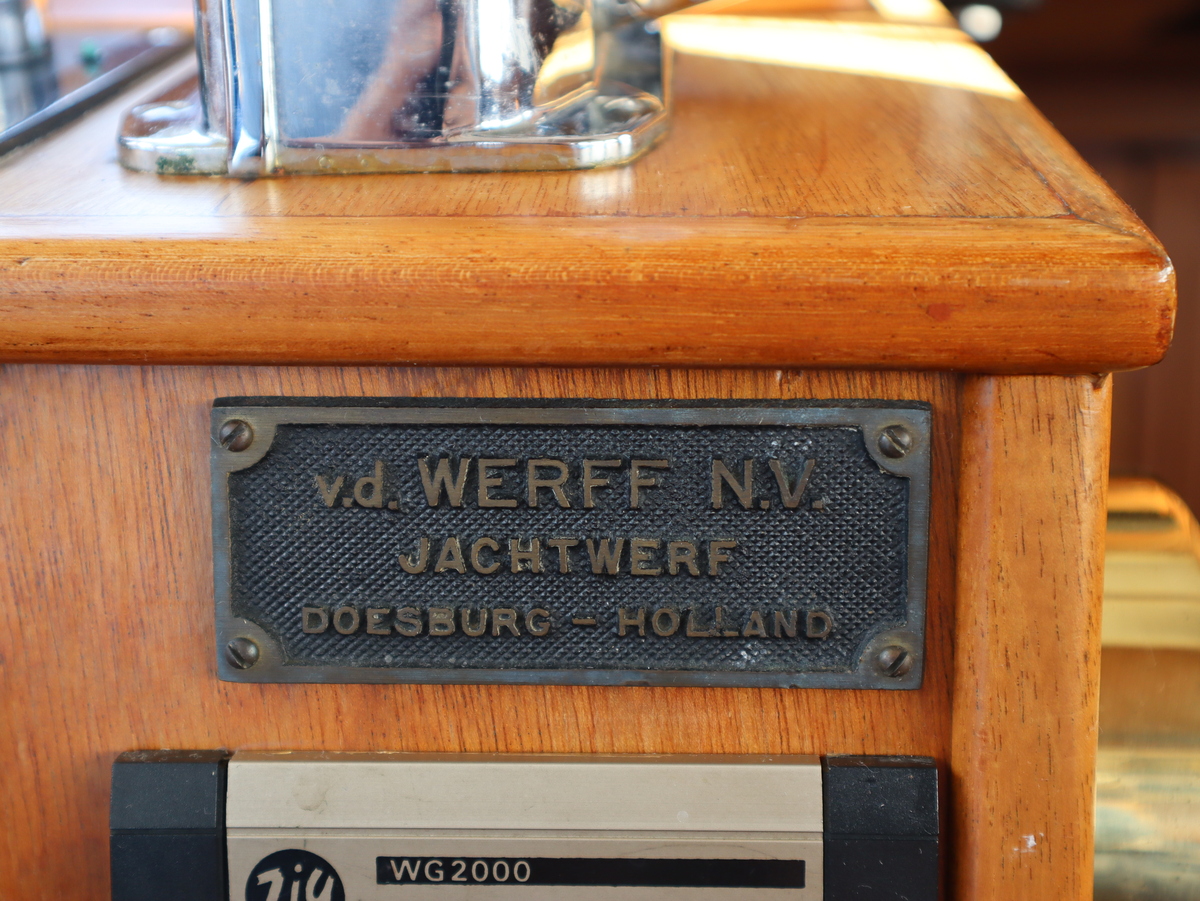 v.d. WERFF N.V.
JACHTWERF
DOESBURG - HOLLAND
WG2000